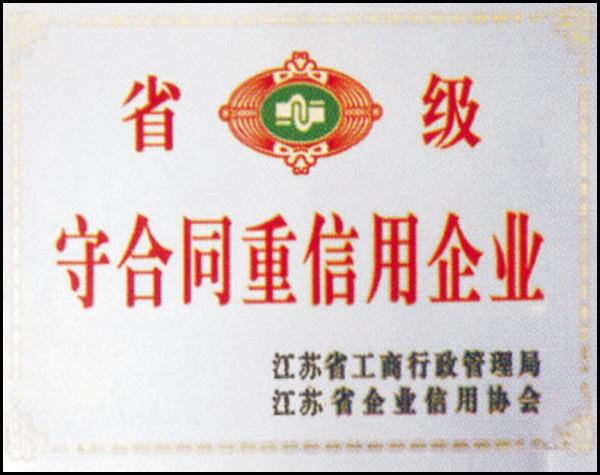 省 级
守合同重信用企业
江苏省工商行政管理局
江苏省企业信用协会